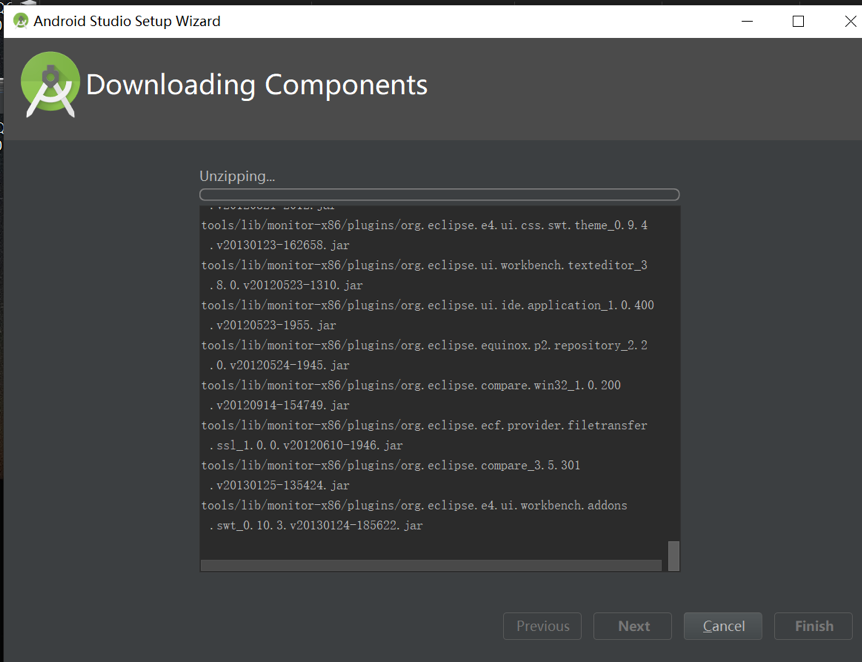 Android Studio Setup Wizard
Downloading Components
Unzipping...
tools/lib/monitor-x86/plugins/org.eclipse.e4.ui.css.swt.theme_0.9.4
.v20130123-162658.jar
tools/lib/monitor-x86/plugins/org.eclipse.ui.workbench.texteditor_3
.8.0.v20120523-1310.jar
tools/lib/monitor-x86/plugins/org.eclipse.ui.ide.application_1.0.400
.v20120523-1955.jar
tools/lib/monitor-x86/plugins/org.eclipse.equinox.p2.repository_2.2
.0.v20120524-1945.jar
tools/lib/monitor-x86/plugins/org.eclipse.compare.win32_1.0.200
.v20120914-154749.jar
tools/lib/monitor-x86/plugins/org.eclipse.ecf.provider.filetransfer
.ssl_1.0.0.v20120610-1946.jar
tools/lib/monitor-x86/plugins/org.eclipse.compare_3.5.301
.v20130125-135424.jar
tools/lib/monitor-x86/plugins/org.eclipse.e4.ui.workbench.addons
.swt_0.10.3.v20130124-185622.jar
Previous
Next
Cancel
Finish